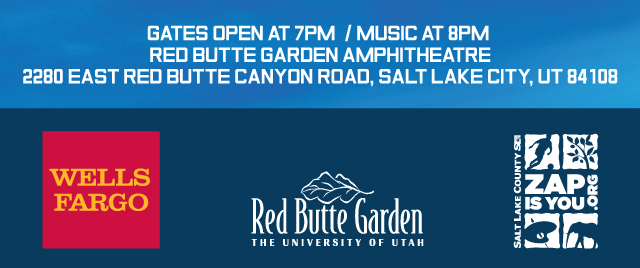 GATES OPEN AT 7PM / MUSIC AT 8PM
RED BUTTE GARDEN AMPHITHEATRE
2280 EAST RED BUTTE CANYON ROAD, SALT LAKE CITY, UT 84108
WELLS
FARGO
Red Butte Garden
THE UNIVERSITY OF UTAH
SALT LAKE COUNTY
ZAP
IS YOU
.ORG